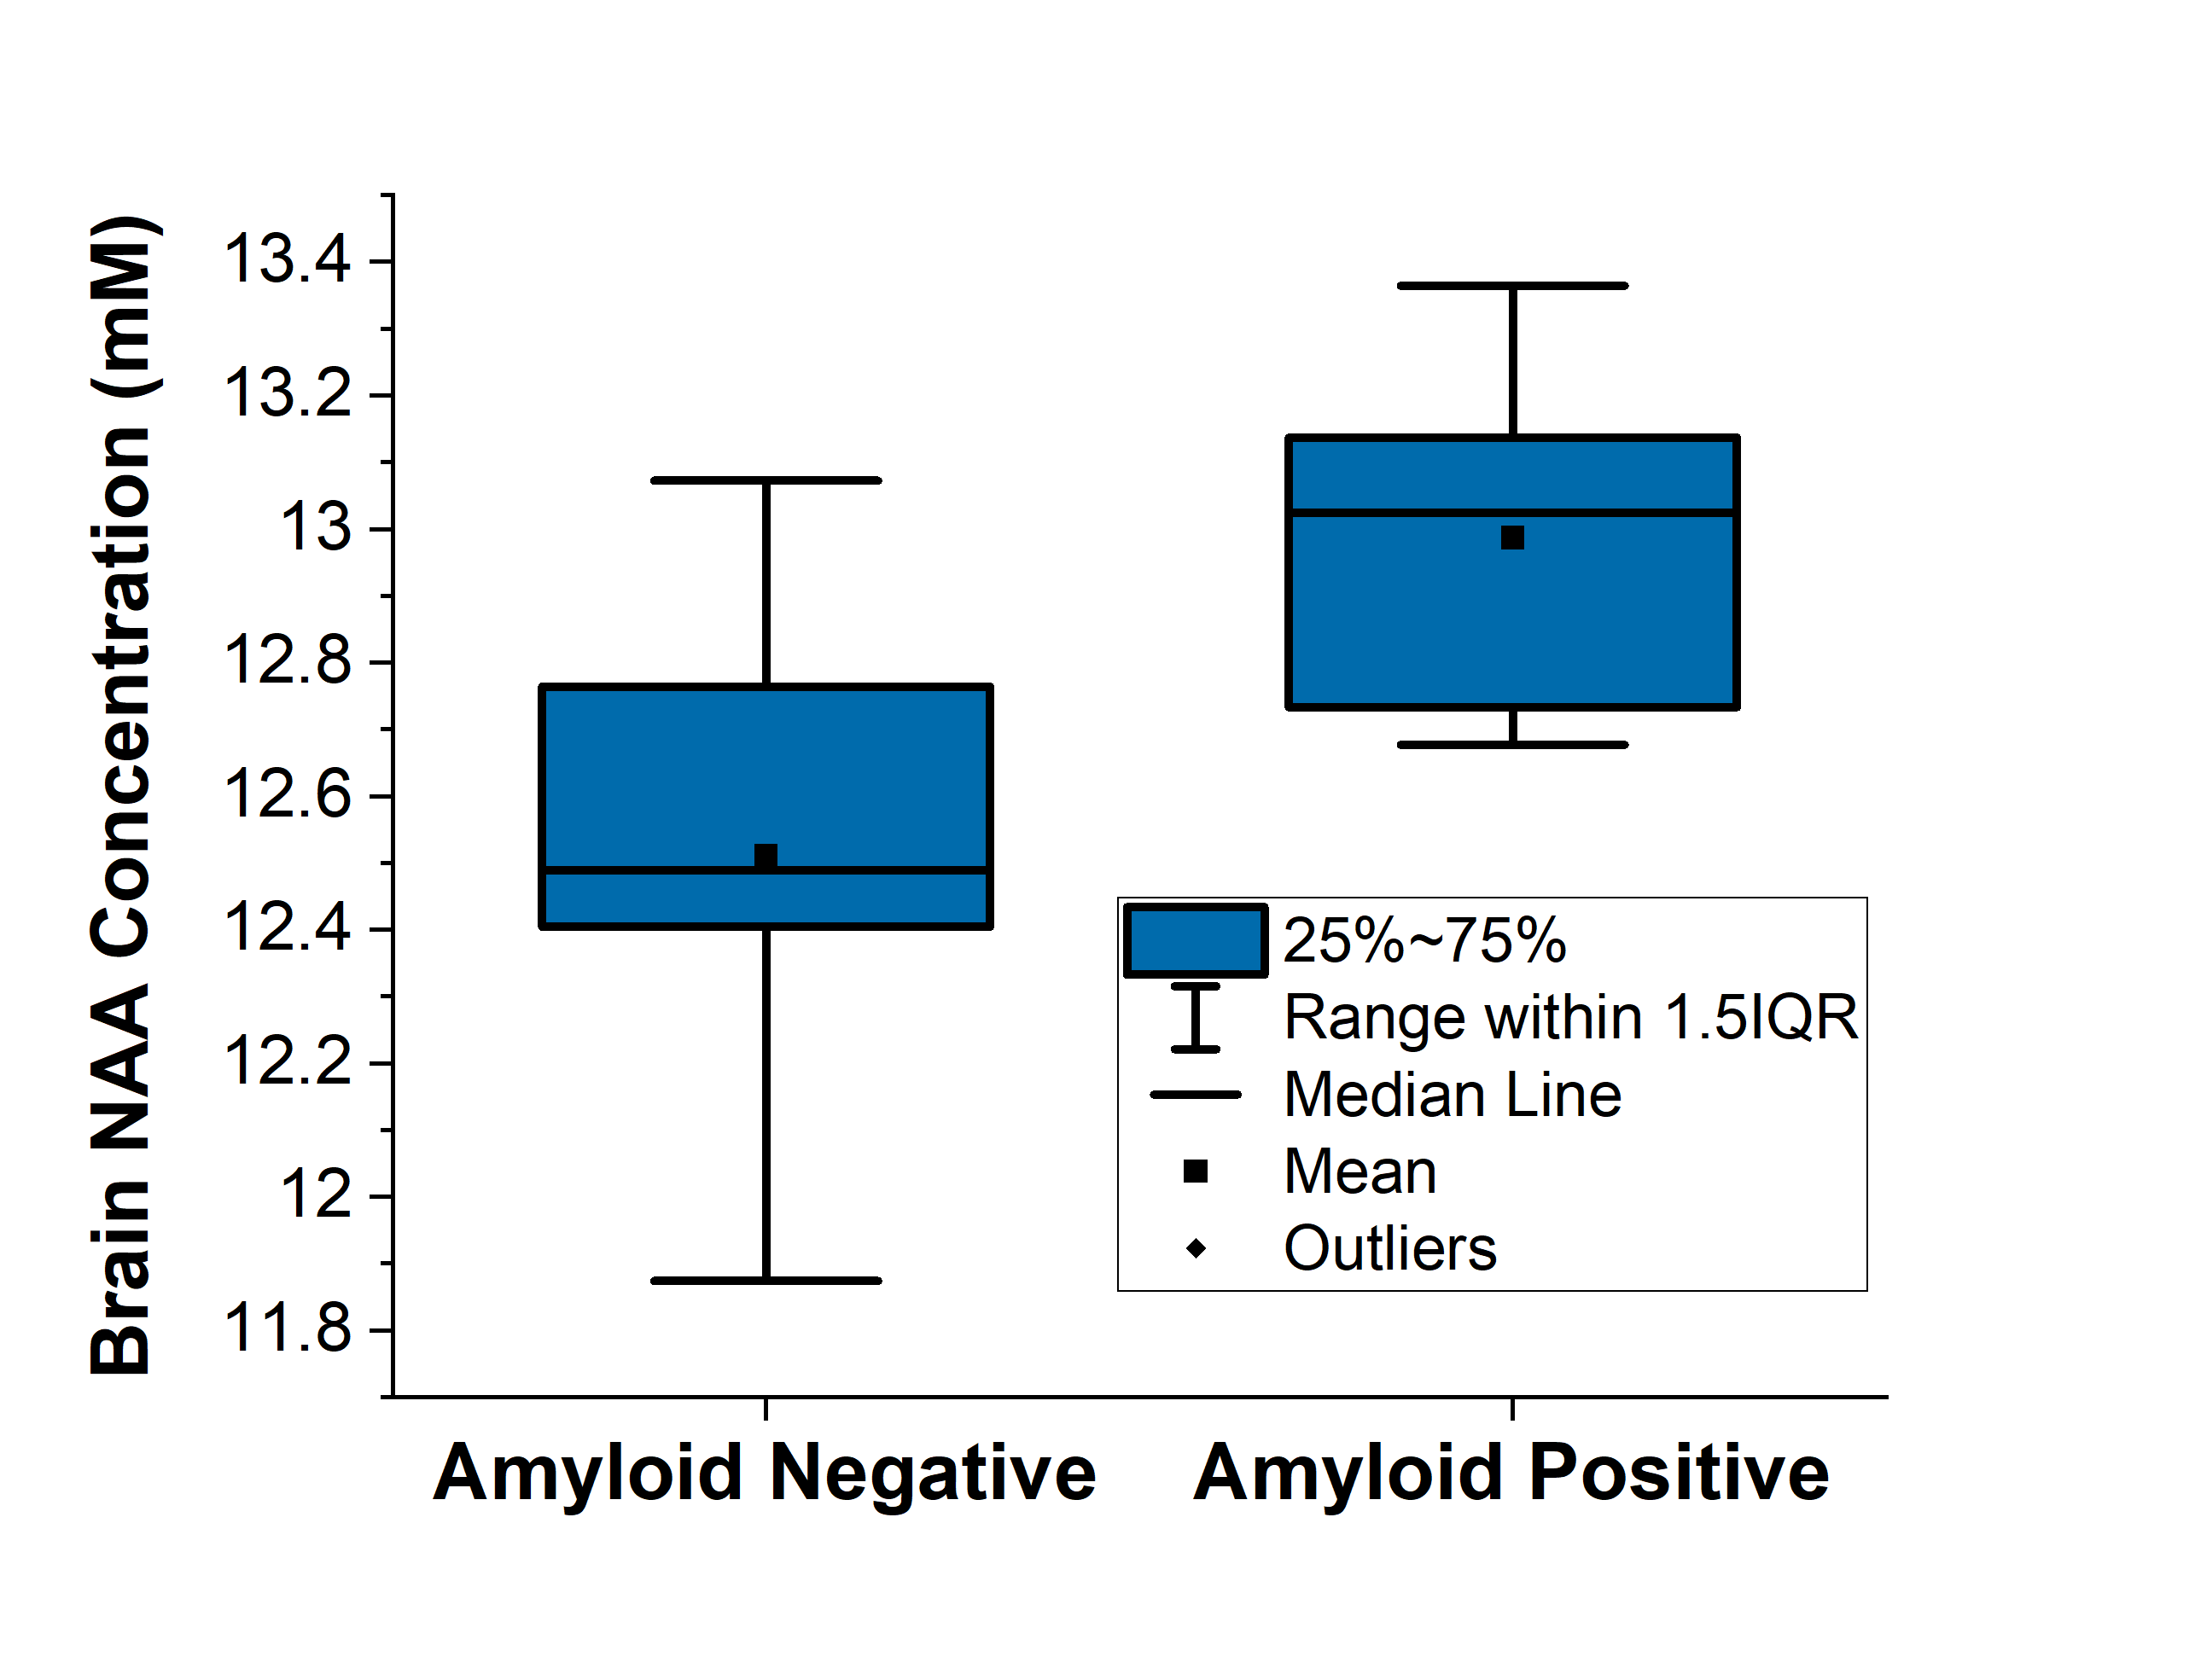 Brain NAA Concentration (mM)
13.4
13.2
13
12.8
12.6
12.4
12.2
12
11.8
25%~75%
Range within 1.5IQR
Median Line
Mean
Outliers
Amyloid Negative
Amyloid Positive